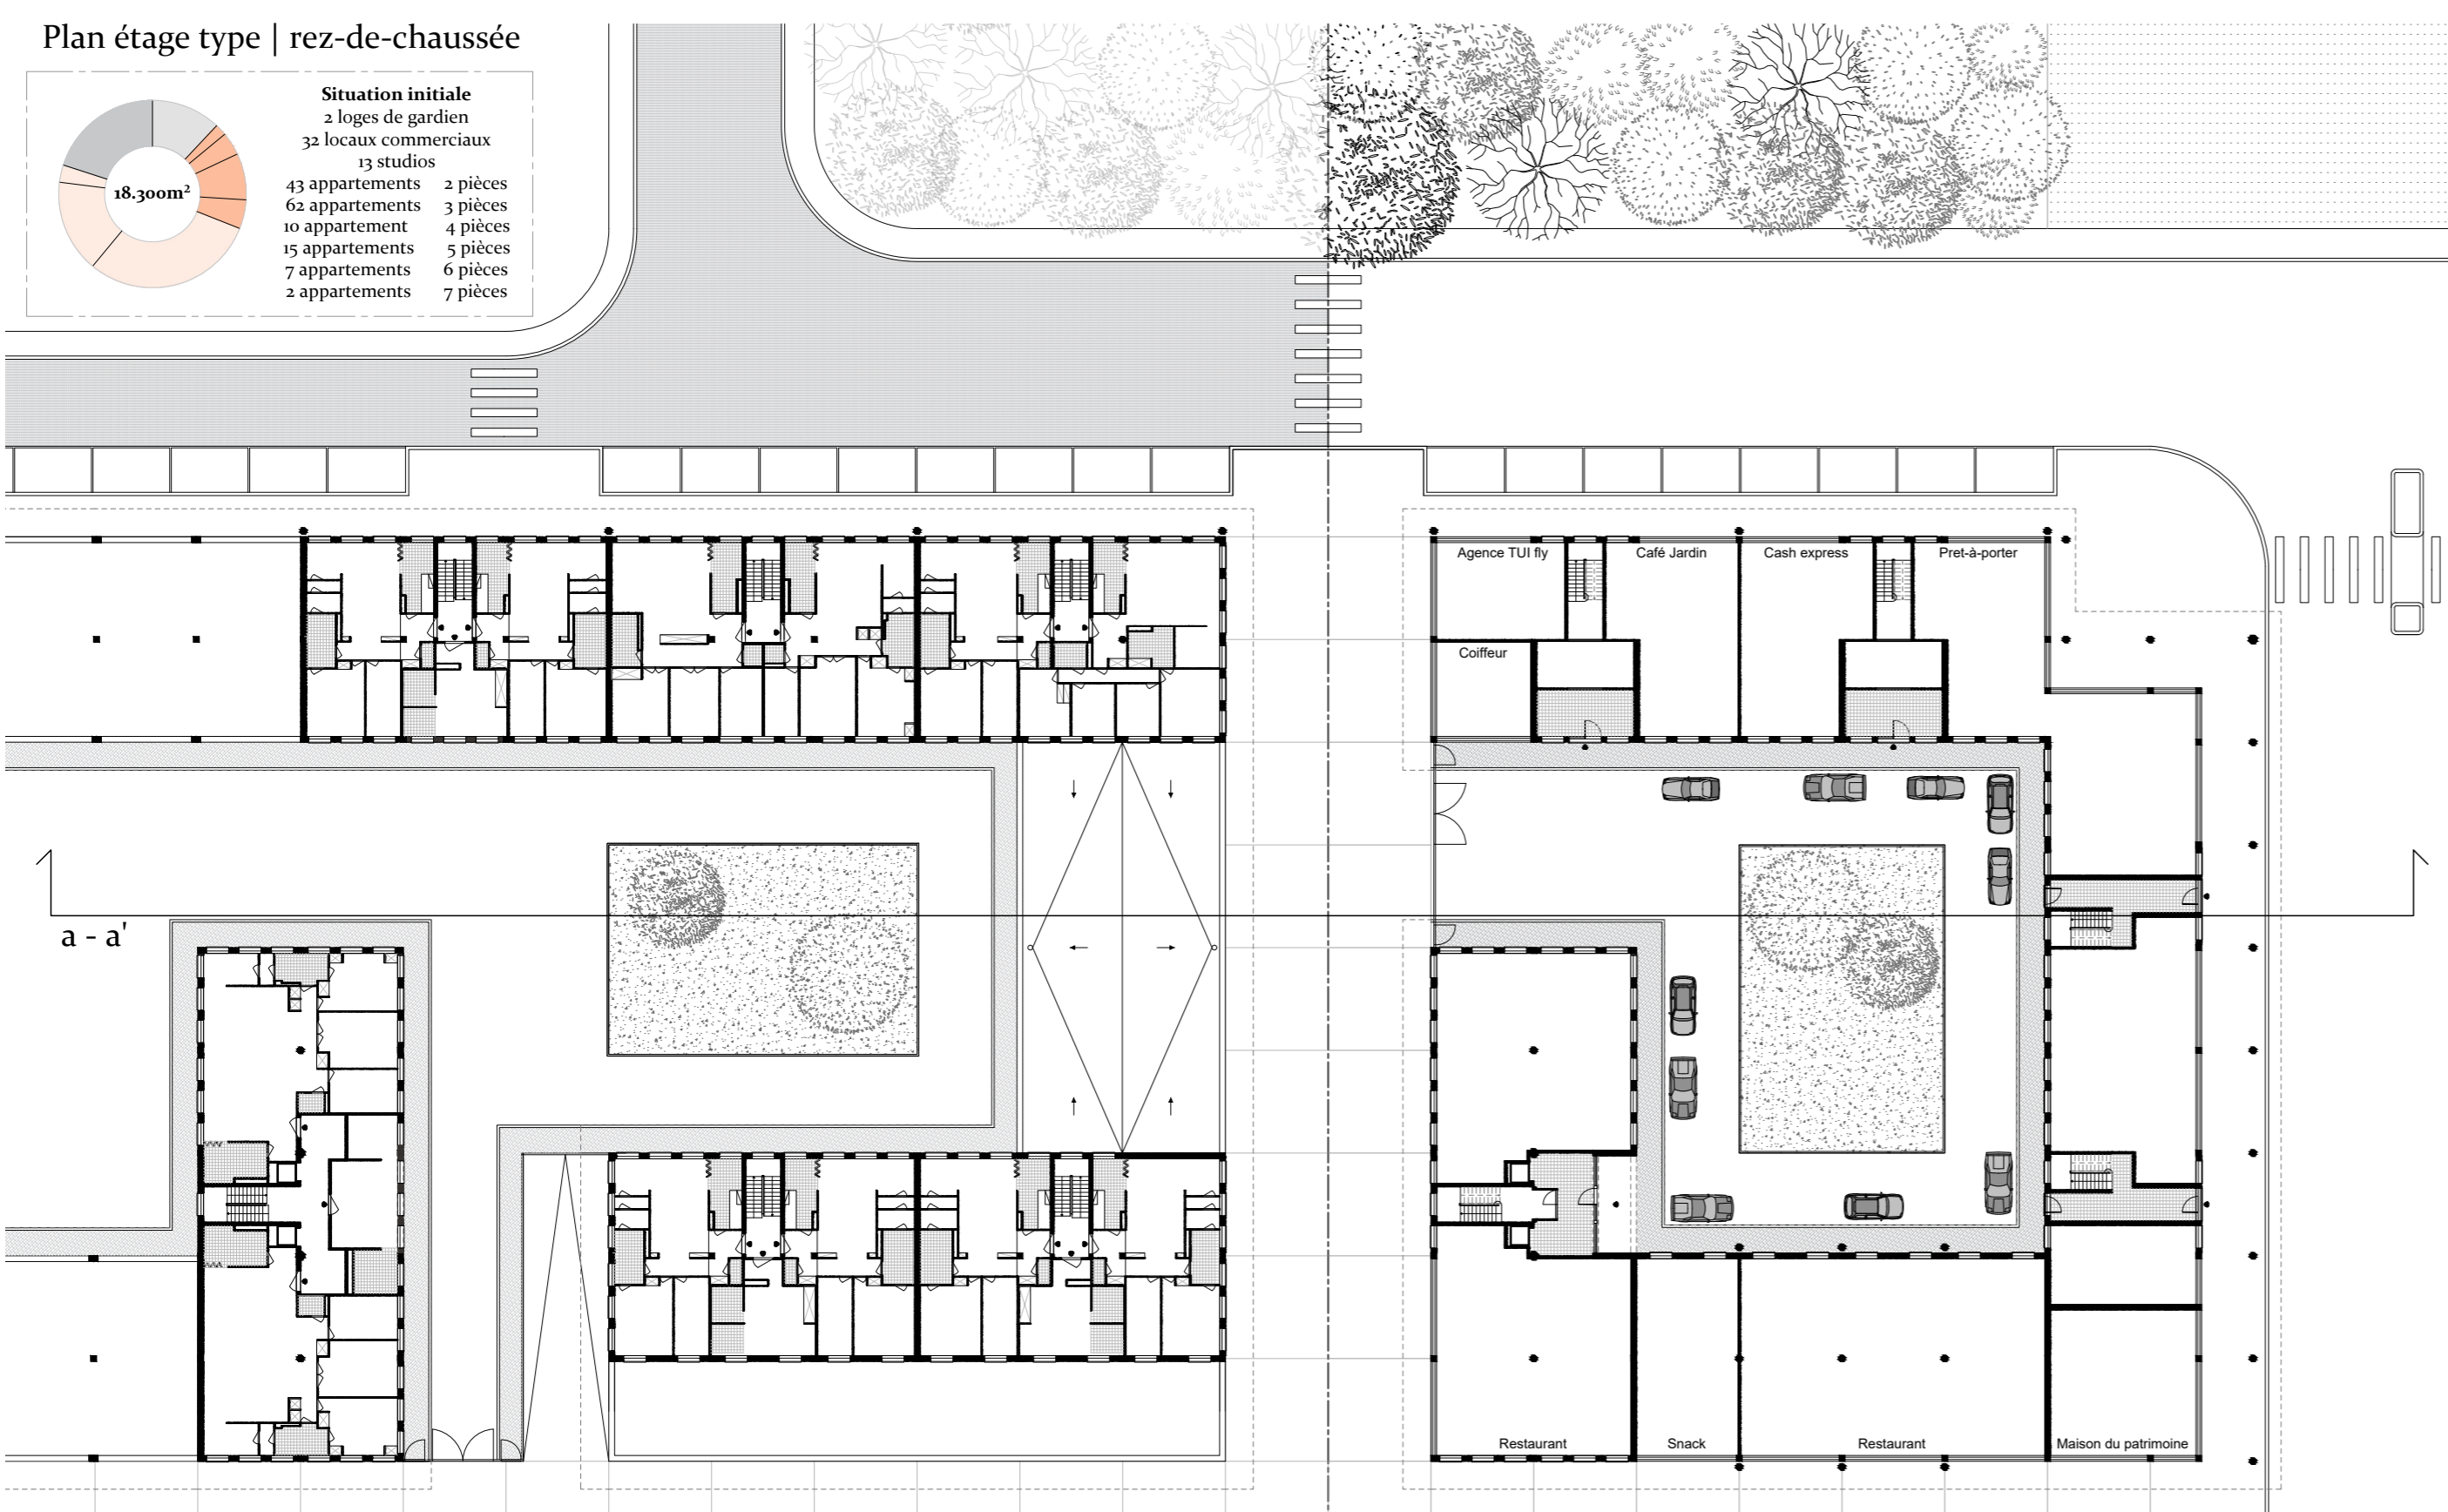 Plan étage type | rez-de-chaussée
Situation initiale
2 loges de gardien
32 locaux commerciaux
13 studios
43 appartements 2 pièces
62 appartements 3 pièces
10 appartement 4 pièces
15 appartements 5 pièces
7 appartements 6 pièces
2 appartements 7 pièces
18.300m²
Agence TUI fly
Café Jardin
Cash express
Pret-à-porter
Coiffeur
a - a'
Restaurant
Snack
Restaurant
Maison du patrimoine